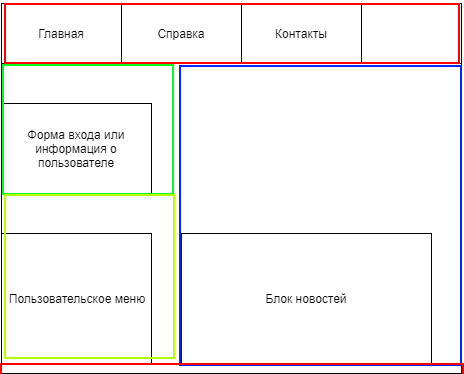 Главная
Справка
Контакты
Форма входа или
информация о
пользователе
Пользовательское меню
Блок новостей